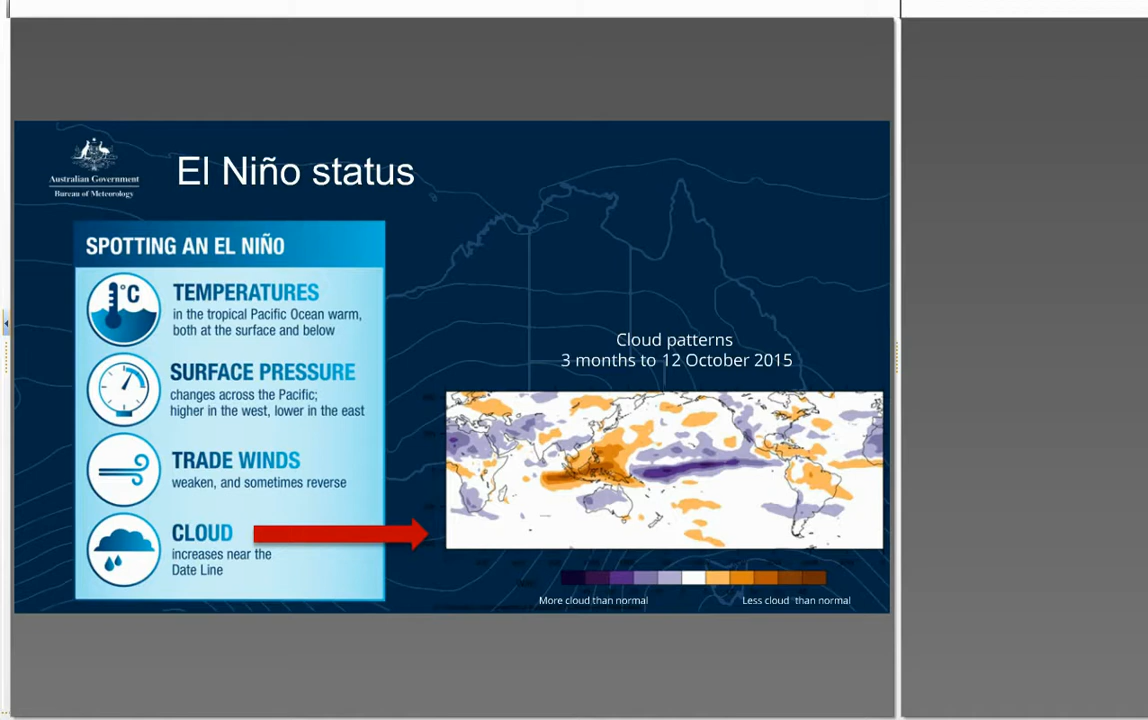 Australian Government
Bureau of Meteorology
El Niño status
SPOTTING AN EL NIÑO
°C
TEMPERATURES
in the tropical Pacific Ocean warm,
both at the surface and below
SURFACE PRESSURE
changes across the Pacific;
higher in the west, lower in the east
TRADE WINDS
weaken, and sometimes reverse
CLOUD
increases near the
Date Line
Cloud patterns
3 months to 12 October 2015
More cloud than normal
Less cloud than normal